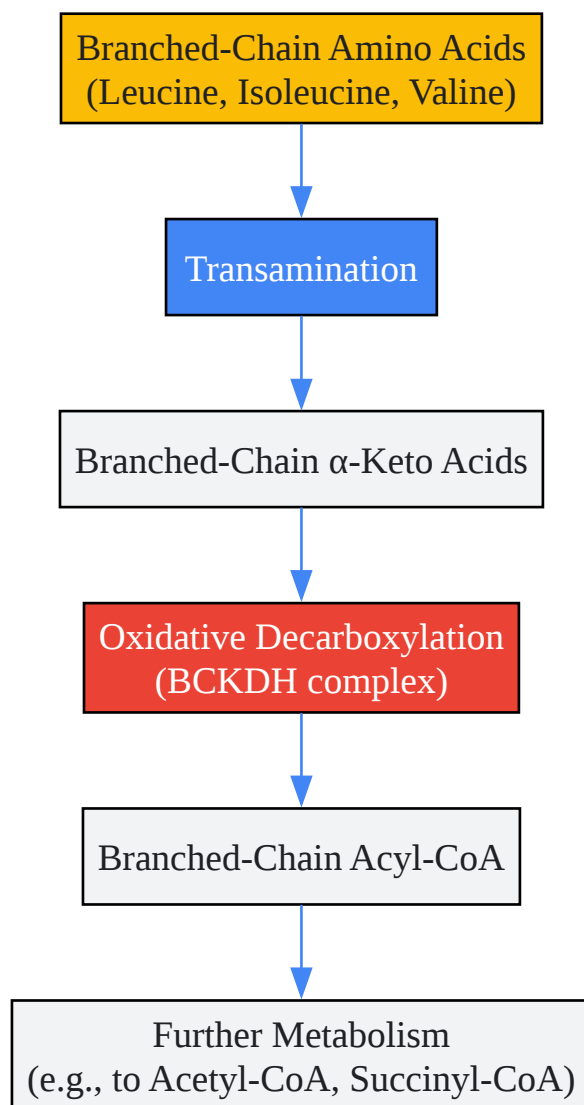 Branched-Chain Amino Acids
(Leucine, Isoleucine, Valine)
Transamination
Branched-Chain α-Keto Acids
Oxidative Decarboxylation
(BCKDH complex)
Branched-Chain Acyl-CoA
Further Metabolism
(e.g., to Acetyl-CoA, Succinyl-CoA)